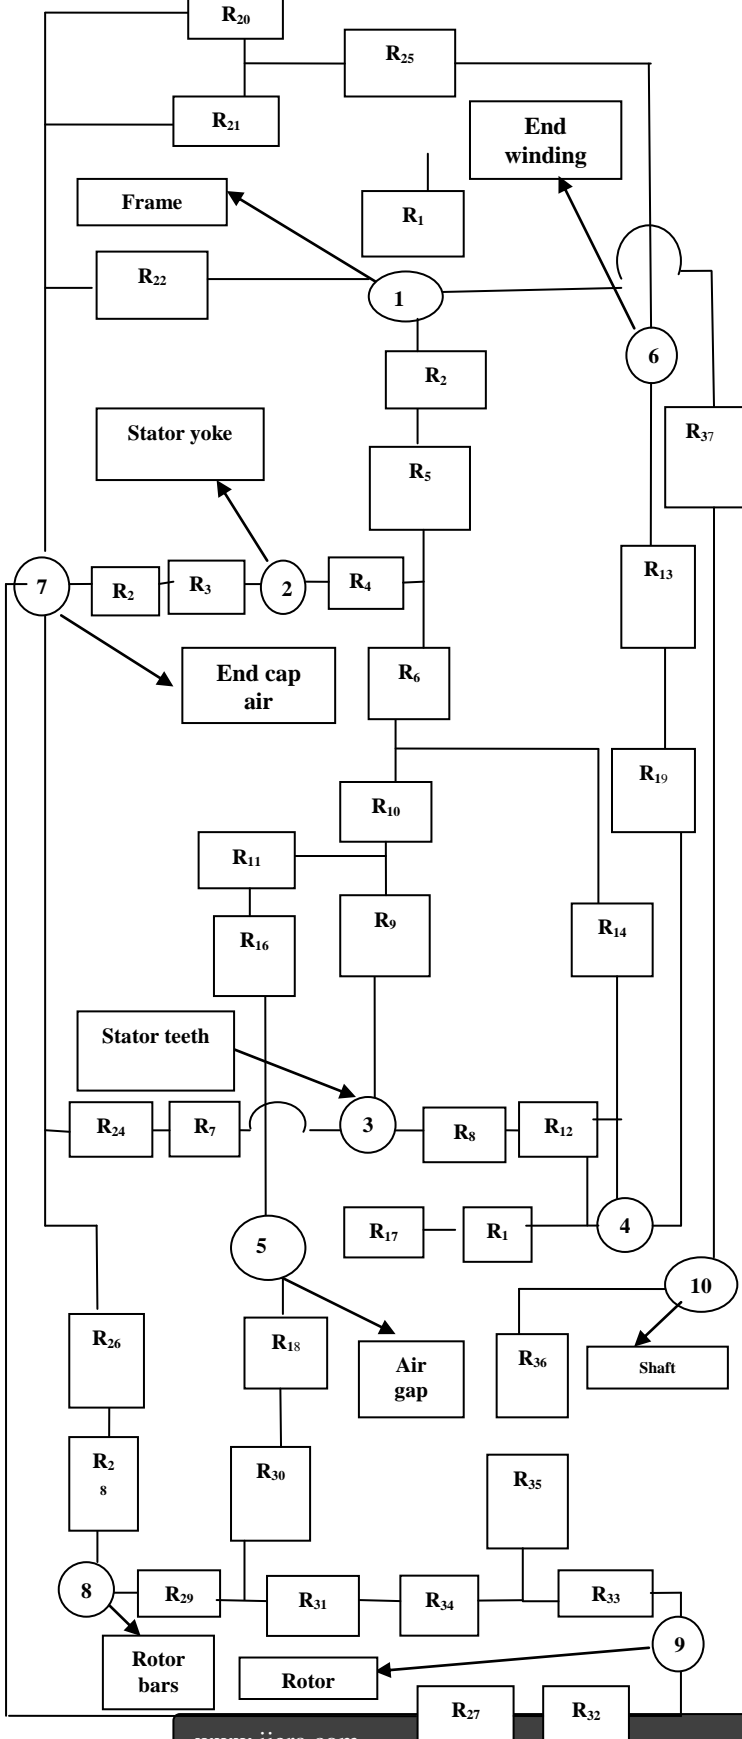 R20
R25
R21
End
winding
Frame
R1
R22
1
6
R2
Stator yoke
R37
R5
R13
7
R2
R3
2
R4
End cap
air
R6
R19
R10
R11
R9
R14
R16
Stator teeth
R24
R7
3
R8
R12
R17
R1
4
5
10
R26
R18
Air
gap
R36
Shaft
R2
8
R30
R35
8
R29
R31
R34
R33
9
Rotor
bars
Rotor
R27
R32